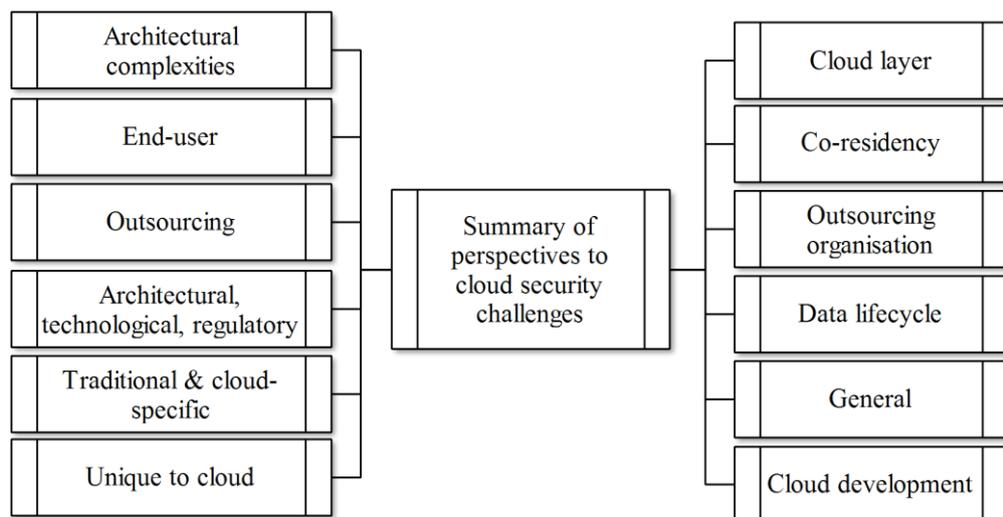 Architectural
complexities
End-user
Outsourcing
Architectural,
technological, regulatory
Traditional & cloud-
specific
Unique to cloud
Summary of
perspectives to
cloud security
challenges
Cloud layer
Co-residency
Outsourcing
organisation
Data lifecycle
General
Cloud development